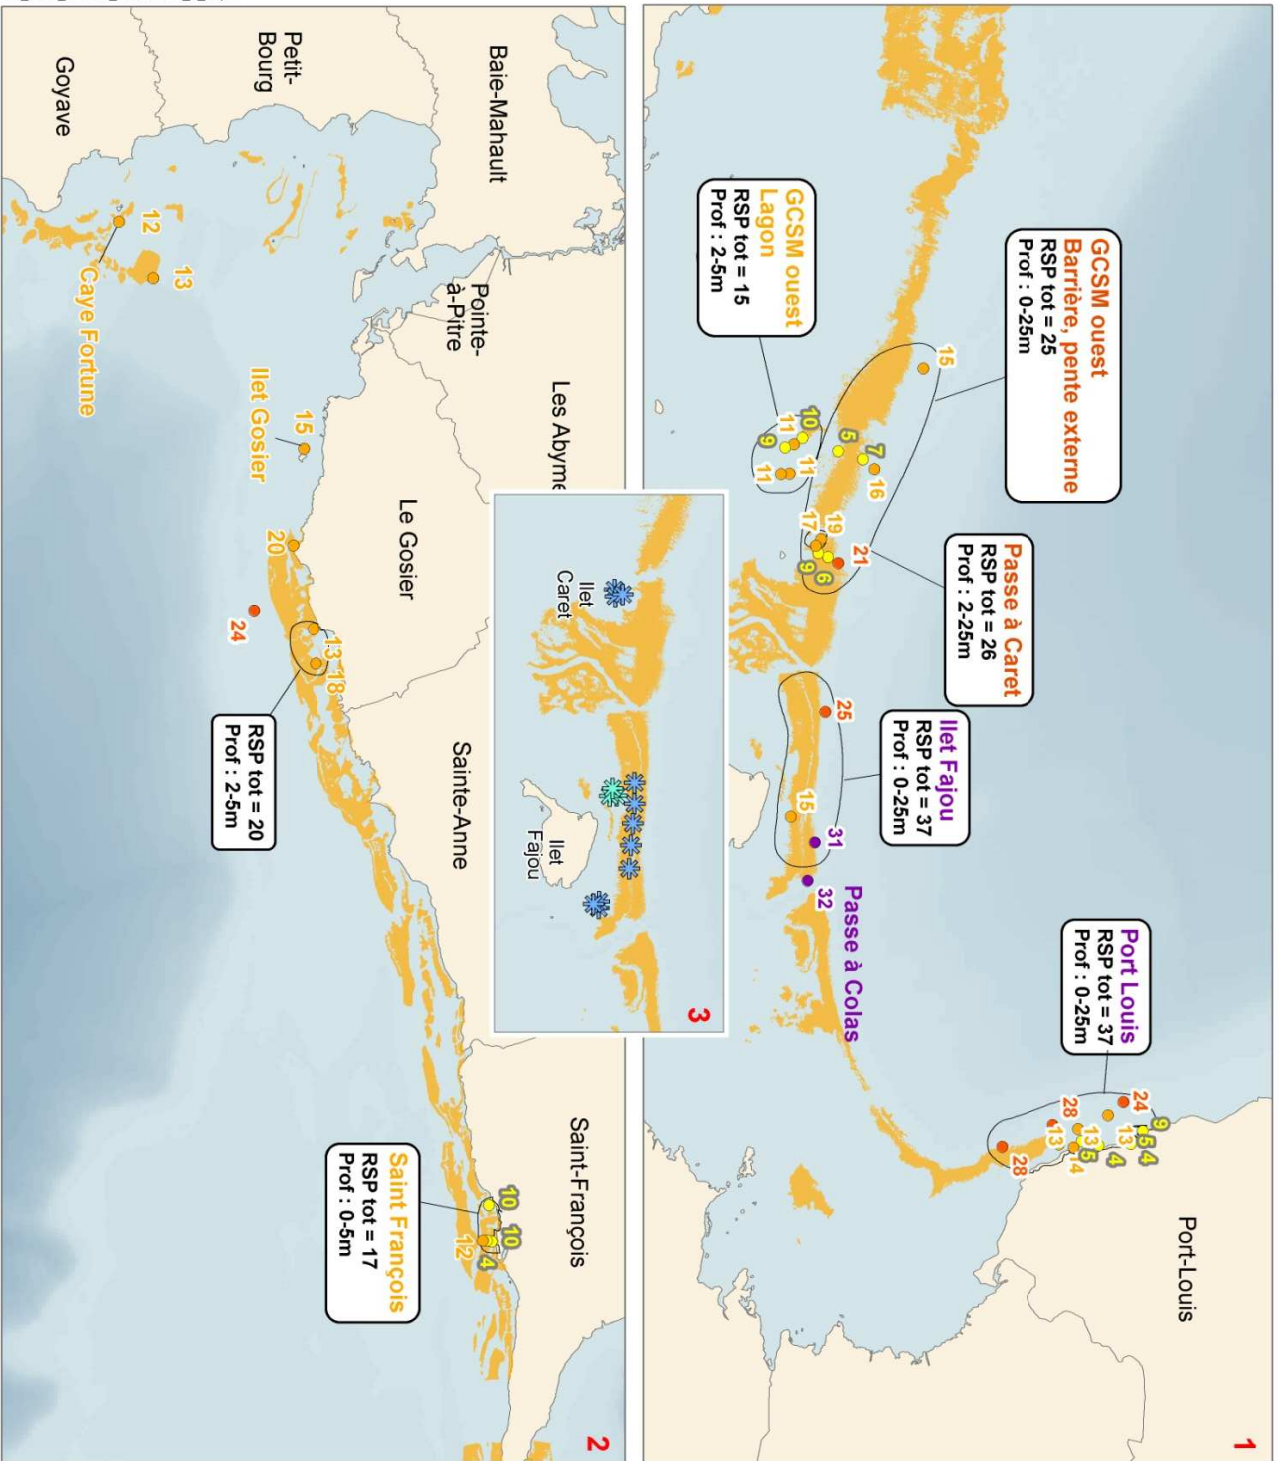 1
GCSM ouest
Barrière, pente externe
RSP tot = 25
Prof : 0-25m
Passe à Caret
RSP tot = 26
Prof : 2-25m
Ilet Fajou
RSP tot = 37
Prof : 0-25m
Port Louis
RSP tot = 37
Prof : 0-25m
GCSM ouest
Lagon
RSP tot = 15
Prof : 2-5m
15
5
7
16
10
11
9
11
11
17
19
21
6
9
25
15
31
32
Passe à Colas
24
9
5
4
13
28
13
13
5
4
14
28
Port-Louis
3
Ilet
Caret
Ilet
Fajou
2
Baie-Mahault
Petit-
Bourg
Goyave
Pointe-
à-Pitre
Les Abyme
Le Gosier
Sainte-Anne
Saint-François
12
13
Caye Fortune
15
Ilet Gosier
20
24
13
18
RSP tot = 20
Prof : 2-5m
10
10
12
4
Saint François
RSP tot = 17
Prof : 0-5m